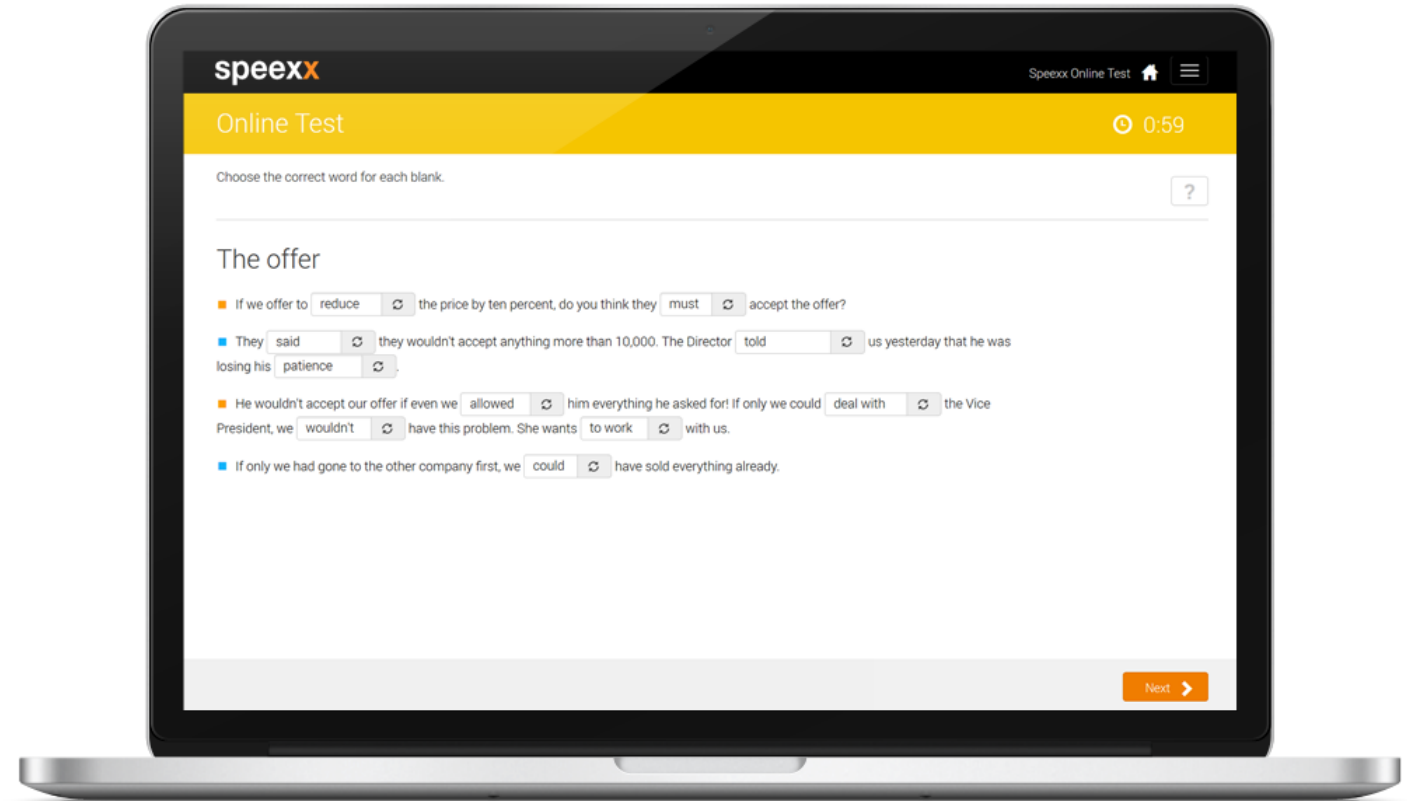 speexx
Speexx Online Test
Online Test
0:59
Choose the correct word for each blank.
?
The offer
If we offer to reduce the price by ten percent, do you think they must accept the offer?
They said they wouldn't accept anything more than 10,000. The Director told us yesterday that he was
losing his patience .
He wouldn't accept our offer if even we allowed him everything he asked for! If only we could deal with the Vice
President, we wouldn't have this problem. She wants to work with us.
If only we had gone to the other company first, we could have sold everything already.
Next